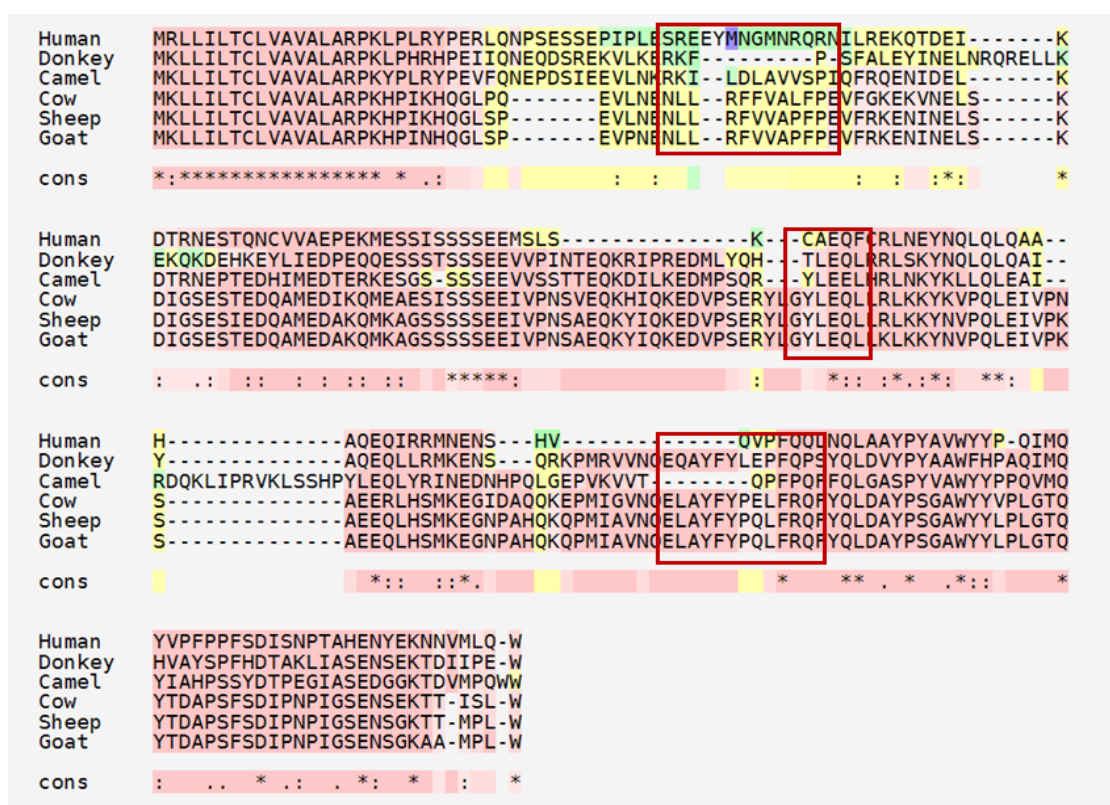 Human MRLLILTCLVAVALARPKLPLRYPERLQNPSESSEPIPLESREEYMNGMNRQRNILREKQTDEI-------K
Donkey MKLLILTCLVAVALARPKLPHRHPEIIQNEQDSREKVLKERKF---------P-SFALEYINELNRQRELLK
Camel MKLLILTCLVAVALARPKYPLRYPEVFQNEPDSIEEVLNKRKI--LDLAVVSPIQFRQENIDEL-------K
Cow MKLLILTCLVAVALARPKHPIKHQGLPQ-------EVLNENLL--RFFVALFPEVFGKEKVNELS------K
Sheep MKLLILTCLVAVALARPKHPIKHQGLSP-------EVLNENLL--RFVVAPFPEVFRKENINELS------K
Goat MKLLILTCLVAVALARPKHPINHQGLSP-------EVPNENLL--RFVVAPFPEVFRKENINELS------K
cons *:**************** * .:             :  :               :  :  :*:       *
Human DTRNESTQNCVVAEPEKMESSISSSSEEMSLS---------------K---CAEQFCRLNEYNQLQLQAA--
Donkey EKQKDEHKEYLIEDPEQQESSSTSSSEEVVPINTEQKRIPREDMLYQH---TLEQLRRLSKYNQLQLQAI--
Camel DTRNEPTEDHIMEDTERKESGS-SSSEEVVSSTTEQKDILKEDMPSQR---YLEELHRLNKYKLLQLEAI--
Cow DIGSESTEDQAMEDIKQMEAESISSSEEIVPNSVEQKHIQKEDVPSERYLGYLEQLLRLKKYKVPQLEIVPN
Sheep DIGSESIEDQAMEDAKQMKAGSSSSSEEIVPNSAEQKYIQKEDVPSERYLGYLEQLLRLKKYNVPQLEIVPK
Goat DIGSESTEDQAMEDAKQMKAGSSSSSEEIVPNSAEQKYIQKEDVPSERYLGYLEQLLKLKKYNVPQLEIVPK
cons :  .:  ::  : : :: ::   *****:                  :     *:: :*.:*:  **:
Human H--------------AQEQIRRMNENS---HV--------------QVPFQQLNQLAAYPYAVWYYP-QIMQ
Donkey Y--------------AQEQLLRMKENS---QRKPMRVVNQEQAYFYLEPFQPSYQLDVYPYAAWFHPAQIMQ
Camel RDQKLIPRVKLSSHPYLEQLYRINEDNHPQLGEPVKVVT--------QPFPQFFQLGASPYVAWYYPPQVMQ
Cow S--------------AEERLHSMKEGIDAQQKEPMIGVNQELAYFYPELFRQFYQLDAYPSGAWYYVPLGTQ
Sheep S--------------AEEQLHSMKEGNPAHQKQPMIAVNQELAYFYPQLFRQFYQLDAYPSGAWYYLPLGTQ
Goat S--------------AEEQLHSMKEGNPAHQKQPMIAVNQELAYFYPQLFRQFYQLDAYPSGAWYYLPLGTQ
cons *::  ::*.                       *    ** . *  .*::     *
Human YVPFPPFSDISNPTAHENYEKNNVMLQ-W
Donkey HVAYSPFHDTAKLIASENSEKTDIIPE-W
Camel YIAHPSSYDTPEGIASEDGGKTDVMPQWW
Cow YTDAPSFSDIPNPIGSENSEKTT-ISL-W
Sheep YTDAPSFSDIPNPIGSENSGKTT-MPL-W
Goat YTDAPSFSDIPNPIGSENSGKAA-MPL-W
cons :   ..  * .:  . *:  *   :   *